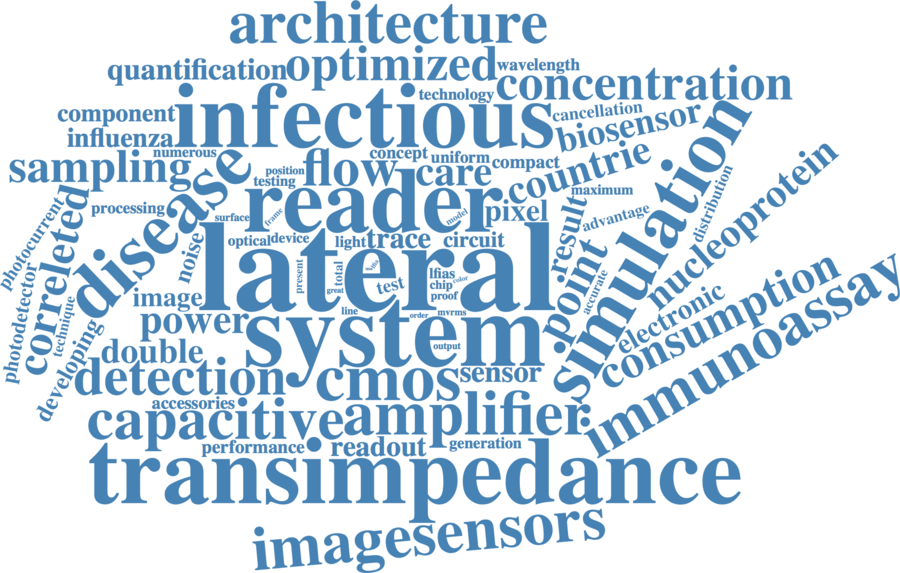 architecture
quantification
optimized
wavelength
concentration
technology
component
infectious
cancellation
biosensor
influenza
numerous
sampling
disease
position
testing
flow
concept
uniform
compact
care
countrie
simulation
maximum
distribution
nucleoprotein
photocurrent
correleted
processing
surface
frame
reader
model
pixel
result
advantage
noise
optical
device
light
trace
circuit
point
accurate
photodetector
technique
developing
image
lateral
present
great
total
test
lfias
chip
color
proof
electronic
consumption
immunoassay
power
line
order
mvrms
double
system
output
detection
cmos
sensor
accessories
capacitive
amplifier
performance
readout
generation
transimpedance
imagesensors